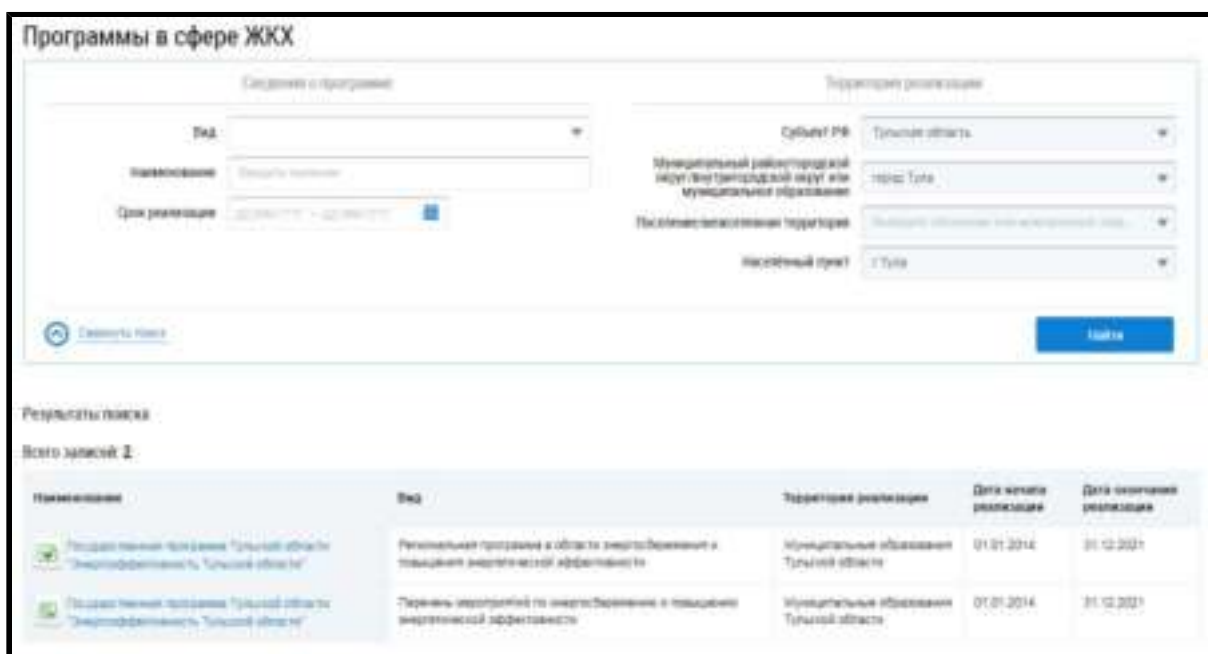 Программы в сфере ЖКХ
Сведения о программе
Территория реализации
Вид
Наименование
Введите название
Срок реализации
Субъект РФ
Тульская область
Муниципальный район/городской
округ/внутригородской округ или
муниципальное образование
город Тула
Поселение/межселенная территория
Населённый пункт
г Тула
Свернуть поиск
Найти
Результаты поиска
Всего записей: 2
Наименование
Вид
Территория реализации
Дата начала
реализации
Дата окончания
реализации
Государственная программа Тульской области
"Энергоэффективность Тульской области"
Региональная программа в области энергосбережения и
повышения энергетической эффективности
Муниципальные образования
Тульской области
01.01.2014
31.12.2021
Государственная программа Тульской области
"Энергоэффективность Тульской области"
Перечень мероприятий по энергосбережению и повышению
энергетической эффективности
Муниципальные образования
Тульской области
01.01.2014
31.12.2021